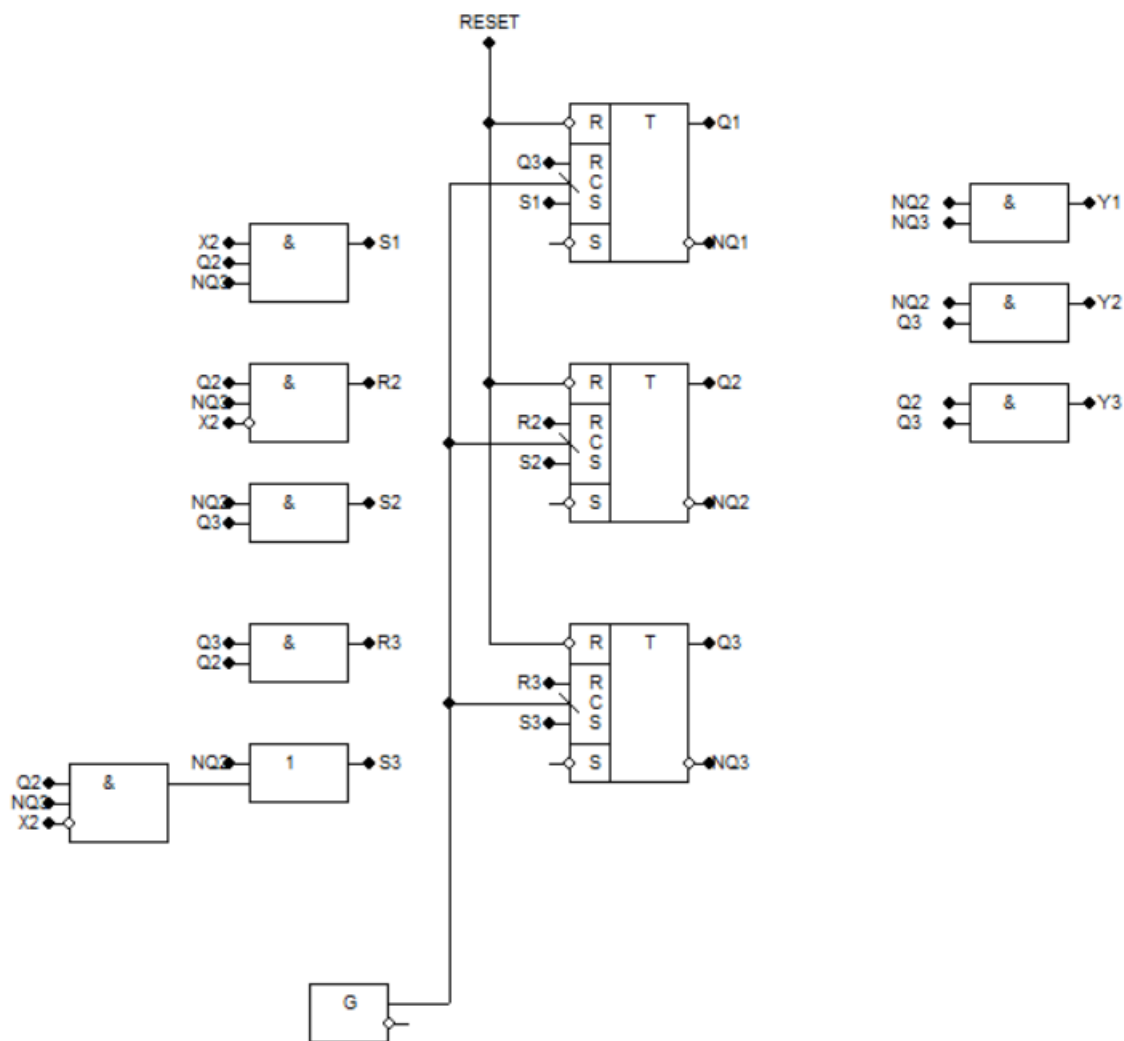 RESET
R T Q1
Q3 R
C
S1 S
S NQ1
X2 & S1
Q2
NQ3
Q2 & R2
NQ3
X2
NQ2 & S2
Q3
Q3 & R3
Q2
NQ2 1 S3
Q2 &
NQ3
X2
R T Q2
R2 R
C
S2 S
S NQ2
R T Q3
R3 R
C
S3 S
S NQ3
G
NQ2 & Y1
NQ3
NQ2 & Y2
Q3
Q2 & Y3
Q3